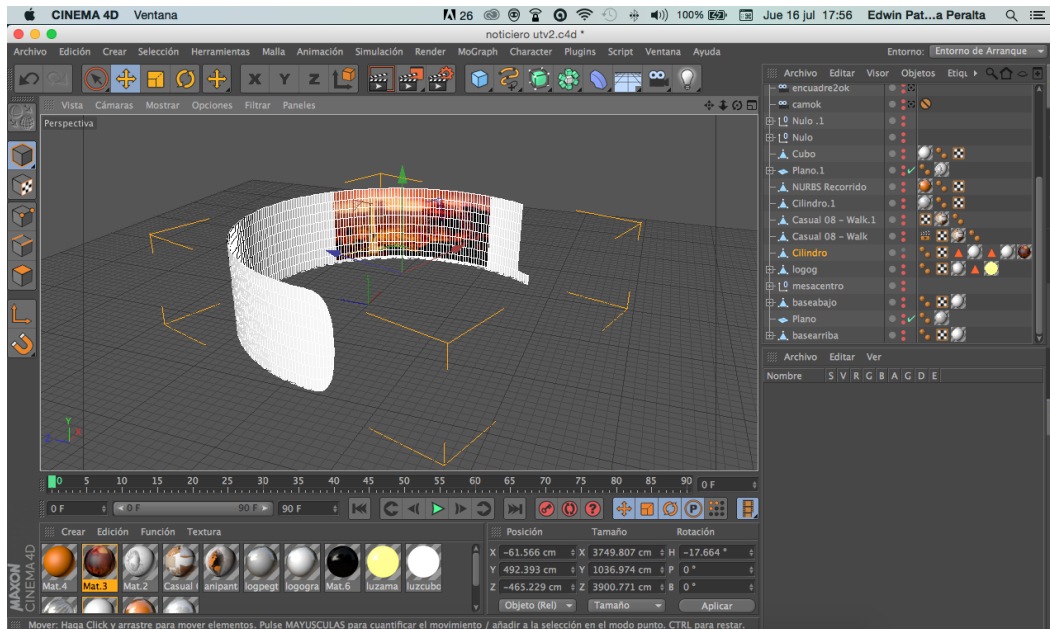 CINEMA 4D Ventana 26 100% Jue 16 jul 17:56 Edwin Pat...a Peralta
noticiero utv2.c4d *
Archivo Edición Crear Selección Herramientas Malla Animación Simulación Render MoGraph Character Plugins Script Ventana Ayuda Entorno: Entorno de Arranque
X Y Z
Archivo Editar Visor Objetos Etiqu
Vista Cámaras Mostrar Opciones Filtrar Paneles
Perspectiva
encuadre2ok
camok
Nulo .1
Nulo
Cubo
Plano.1
NURBS Recorrido
Cilindro.1
Casual 08 - Walk.1
Casual 08 - Walk
Cilindro
logog
mesacentro
baseabajo
Plano
basearriba
Archivo Editar Ver
Nombre S V R G B A G D E
Y X Z
0 5 10 15 20 25 30 35 40 45 50 55 60 65 70 75 80 85 90 0 F
0 F 0 F 90 F 90 F
Crear Edición Función Textura
Mat.4 Mat.3 Mat.2 Casual anipant logpegt logogra Mat.6 luzama luzcubo
Posición Tamaño Rotación
X -61.566 cm X 3749.807 cm H -17.664 °
Y 492.393 cm Y 1036.974 cm P 0 °
Z -465.229 cm Z 3900.771 cm B 0 °
Objeto (Rel) Tamaño Aplicar
MAXON
CINEMA 4D
Mover: Haga Click y arrastre para mover elementos. Pulse MAYUSCULAS para cuantificar el movimiento / añadir a la selección en el modo punto. CTRL para restar.